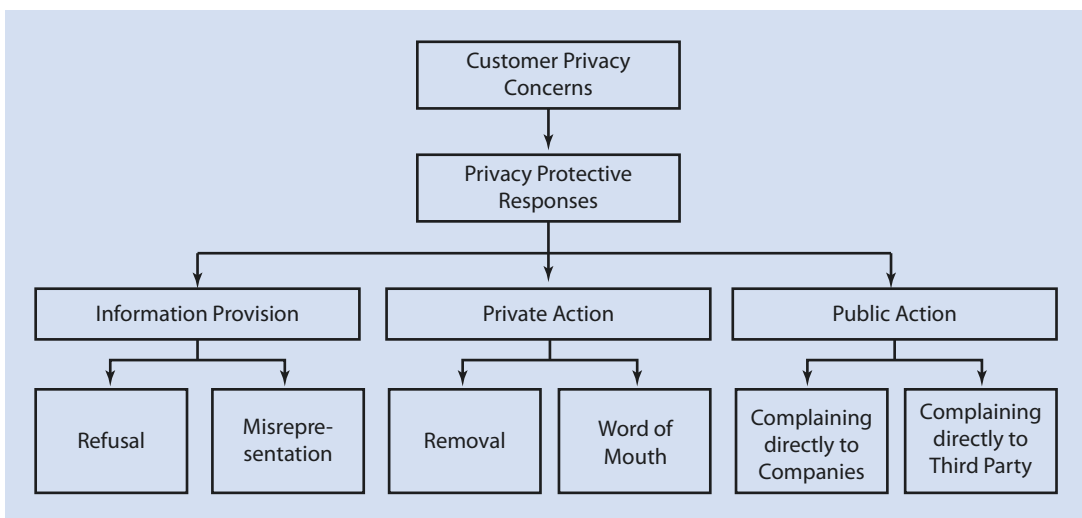 Customer Privacy
Concerns
Privacy Protective
Responses
Information Provision
Private Action
Public Action
Refusal
Misrepre-
sentation
Removal
Word of
Mouth
Complaining
directly to
Companies
Complaining
directly to
Third Party